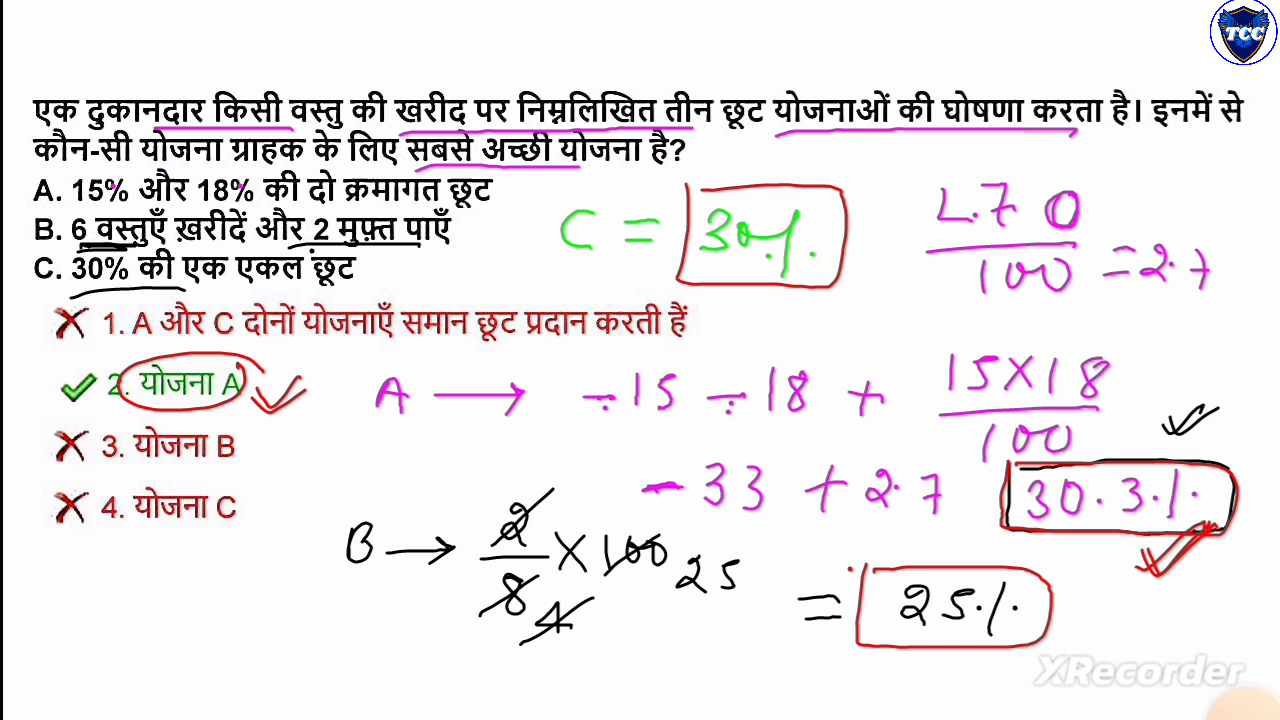 TCC
एक दुकानदार किसी वस्तु की खरीद पर निम्नलिखित तीन छूट योजनाओं की घोषणा करता है। इनमें से
कौन-सी योजना ग्राहक के लिए सबसे अच्छी योजना है?
A. 15% और 18% की दो क्रमागत छूट
B. 6 वस्तुएँ ख़रीदें और 2 मुफ़्त पाएँ
C. 30% की एक एकल छूट
C = 30%.
270
100 = 2.7
1. A और C दोनों योजनाएँ समान छूट प्रदान करती हैं
2. योजना A
A → ÷15 ÷18 + 15X18
100
3. योजना B
- 33 + 2.7 30.3%.
4. योजना C
B → 2 X 100 25
8 4
= 25%.
XRecorder